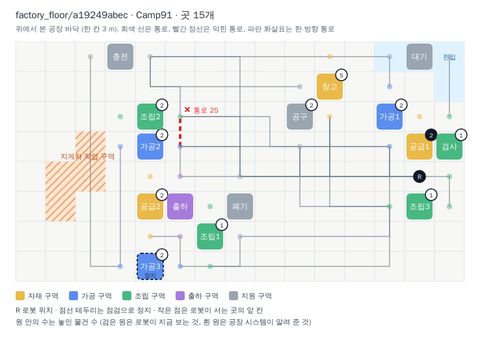 factory_floor/a19249abec · Camp91 · 곳 15개
위에서 본 공장 바닥 (한 칸 3 m). 회색 선은 통로, 빨간 점선은 막힌 통로, 파란 화살표는 한 방향 통로
충전
대기
진입
창고
5
조립2
2
✖ 통로 25
공구
2
가공1
2
지게차 작업 구역
가공2
2
공급1
2
검사
1
R
공급2
2
출하
폐기
조립3
1
조립1
1
가공3
2
자재 구역
가공 구역
조립 구역
출하 구역
지원 구역
R 로봇 위치 · 점선 테두리는 점검으로 정지 · 작은 점은 로봇이 서는 곳의 앞 칸
원 안의 수는 놓인 물건 수 (검은 원은 로봇이 지금 보는 것, 흰 원은 공장 시스템이 알려 준 것)